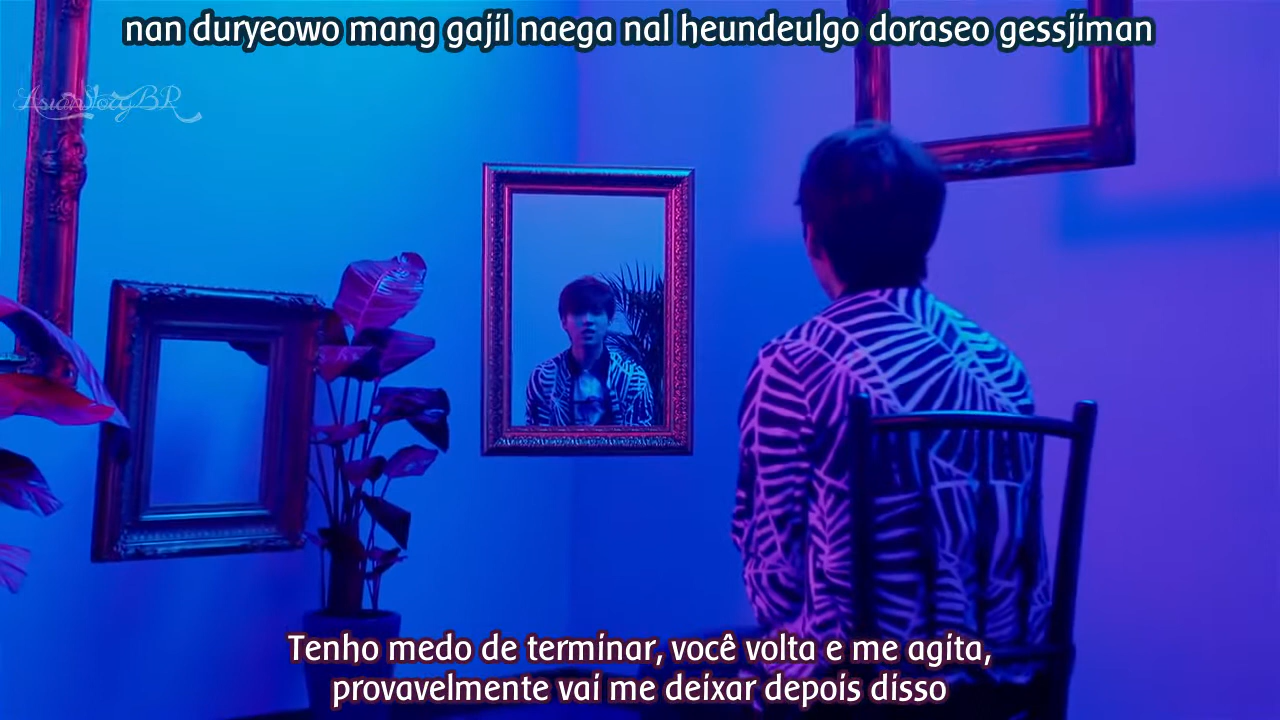 nan duryeowo mang gajil naega nal heundeulgo doraseo gessjiman
AsianStoryBR
Tenho medo de terminar, você volta e me agita,
provavelmente vai me deixar depois disso